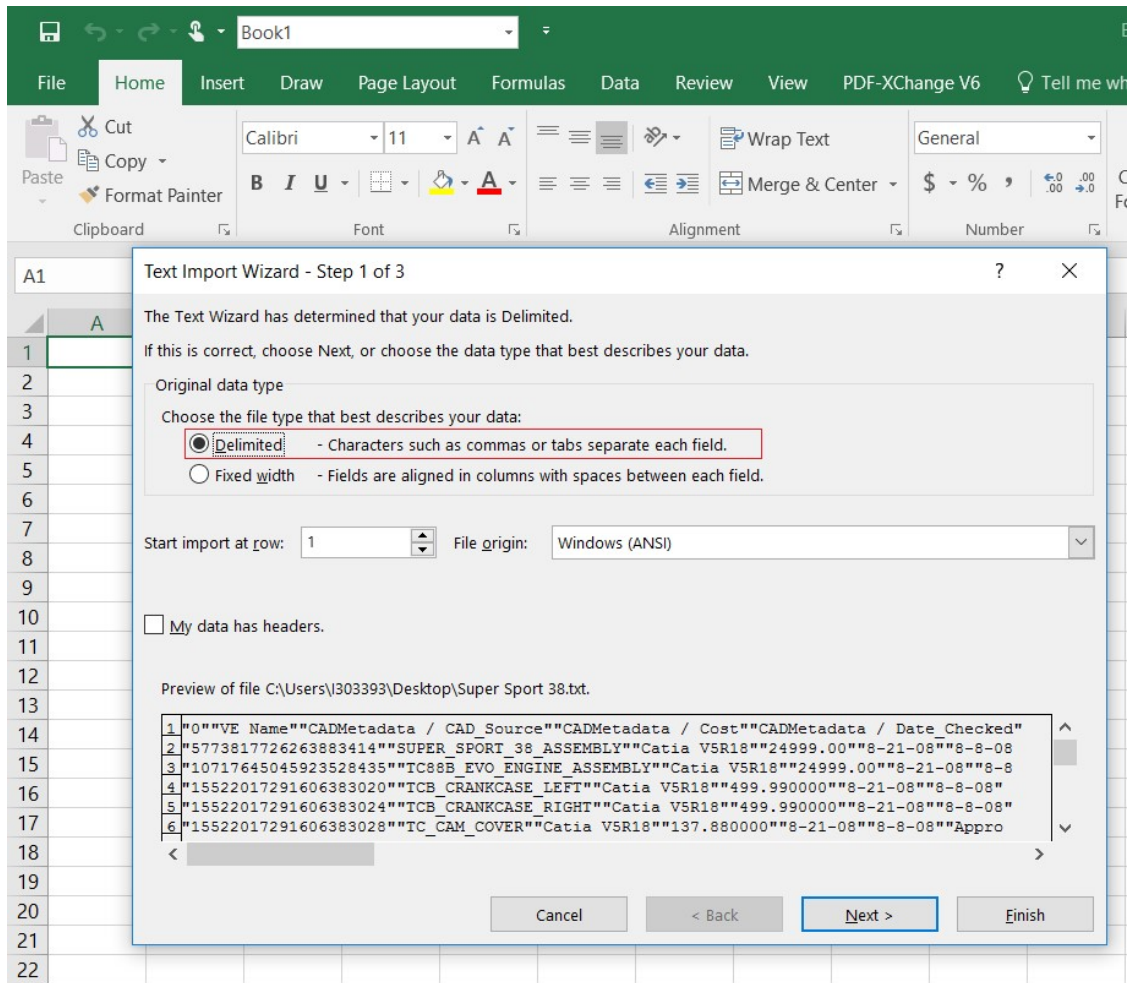 Book1
File Home Insert Draw Page Layout Formulas Data Review View PDF-XChange V6 Tell me wh
Cut
Copy
Format Painter
Paste
Calibri 11 A A Wrap Text General
B I U A Merge & Center $ % , .0 .00 .00 .0
Clipboard Font Alignment Number
A1
Text Import Wizard - Step 1 of 3 ?
The Text Wizard has determined that your data is Delimited.
If this is correct, choose Next, or choose the data type that best describes your data.
Original data type
Choose the file type that best describes your data:
Delimited - Characters such as commas or tabs separate each field.
Fixed width - Fields are aligned in columns with spaces between each field.
Start import at row: 1 File origin: Windows (ANSI)
My data has headers.
Preview of file C:\Users\I303393\Desktop\Super Sport 38.txt.
1 "0""VE Name""CADMetadata / CAD_Source""CADMetadata / Cost""CADMetadata / Date_Checked"
2 "5773817726263883414""SUPER_SPORT_38_ASSEMBLY""Catia V5R18""24999.00""8-21-08""8-8-08
3 "10717645045923528435""TC88B_EVO_ENGINE_ASSEMBLY""Catia V5R18""24999.00""8-21-08""8-8
4 "15522017291606383020""TCB_CRANKCASE_LEFT""Catia V5R18""499.990000""8-21-08""8-8-08"
5 "15522017291606383024""TCB_CRANKCASE_RIGHT""Catia V5R18""499.990000""8-21-08""8-8-08"
6 "15522017291606383028""TC_CAM_COVER""Catia V5R18""137.880000""8-21-08""8-8-08""Appro
Cancel < Back Next > Finish
A
1
2
3
4
5
6
7
8
9
10
11
12
13
14
15
16
17
18
19
20
21
22